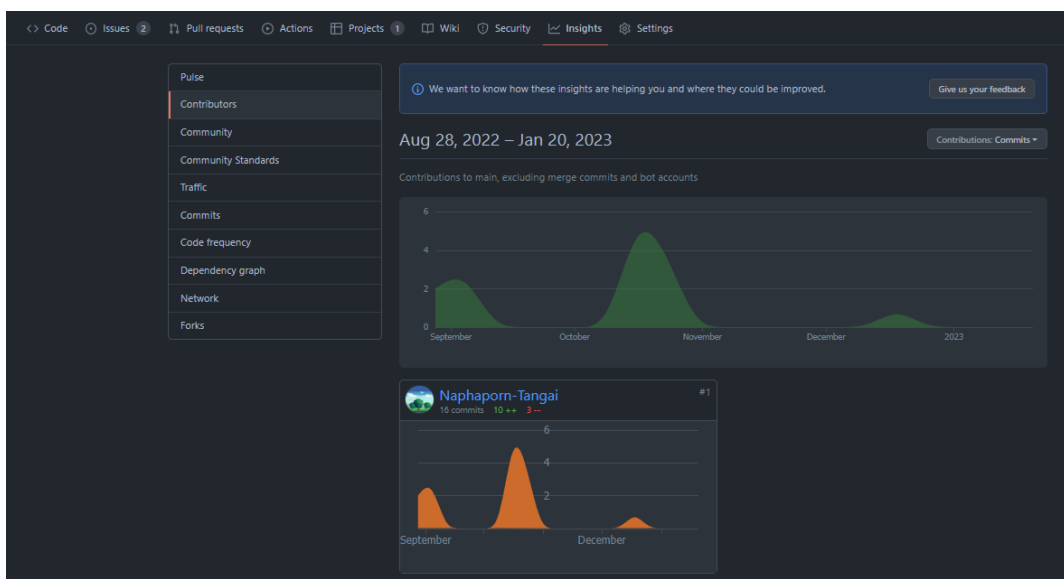 Code Issues 2 Pull requests Actions Projects 1 Wiki Security Insights Settings
Pulse
Contributors
Community
Community Standards
Traffic
Commits
Code frequency
Dependency graph
Network
Forks
We want to know how these insights are helping you and where they could be improved. Give us your feedback
Aug 28, 2022 – Jan 20, 2023 Contributions: Commits
Contributions to main, excluding merge commits and bot accounts
6
4
2
0
September October November December 2023
Naphaporn-Tangai #1
16 commits 10 ++ 3 --
6
4
2
September December